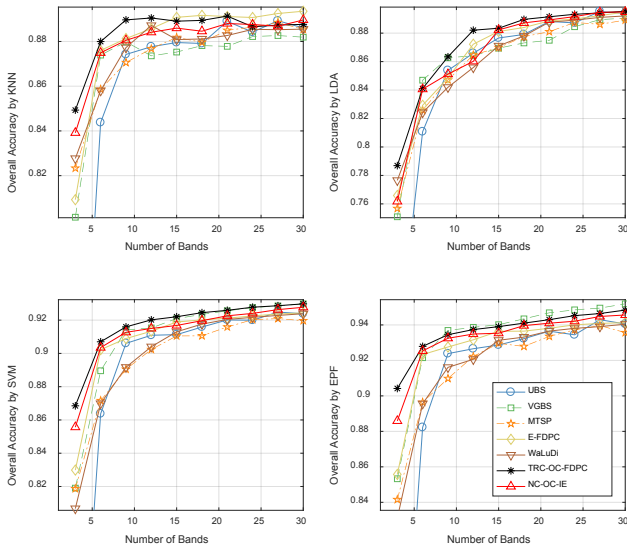 Overall Accuracy by KNN
0.88
0.86
0.84
0.82
5 10 15 20 25 30
Number of Bands
Overall Accuracy by LDA
0.88
0.86
0.84
0.82
0.8
0.78
0.76
5 10 15 20 25 30
Number of Bands
Overall Accuracy by SVM
0.92
0.9
0.88
0.86
0.84
0.82
5 10 15 20 25 30
Number of Bands
Overall Accuracy by EPF
0.94
0.92
0.9
0.88
0.86
0.84
UBS
VGBS
MTSP
E-FDPC
WaLuDi
TRC-OC-FDPC
NC-OC-IE
5 10 15 20 25 30
Number of Bands